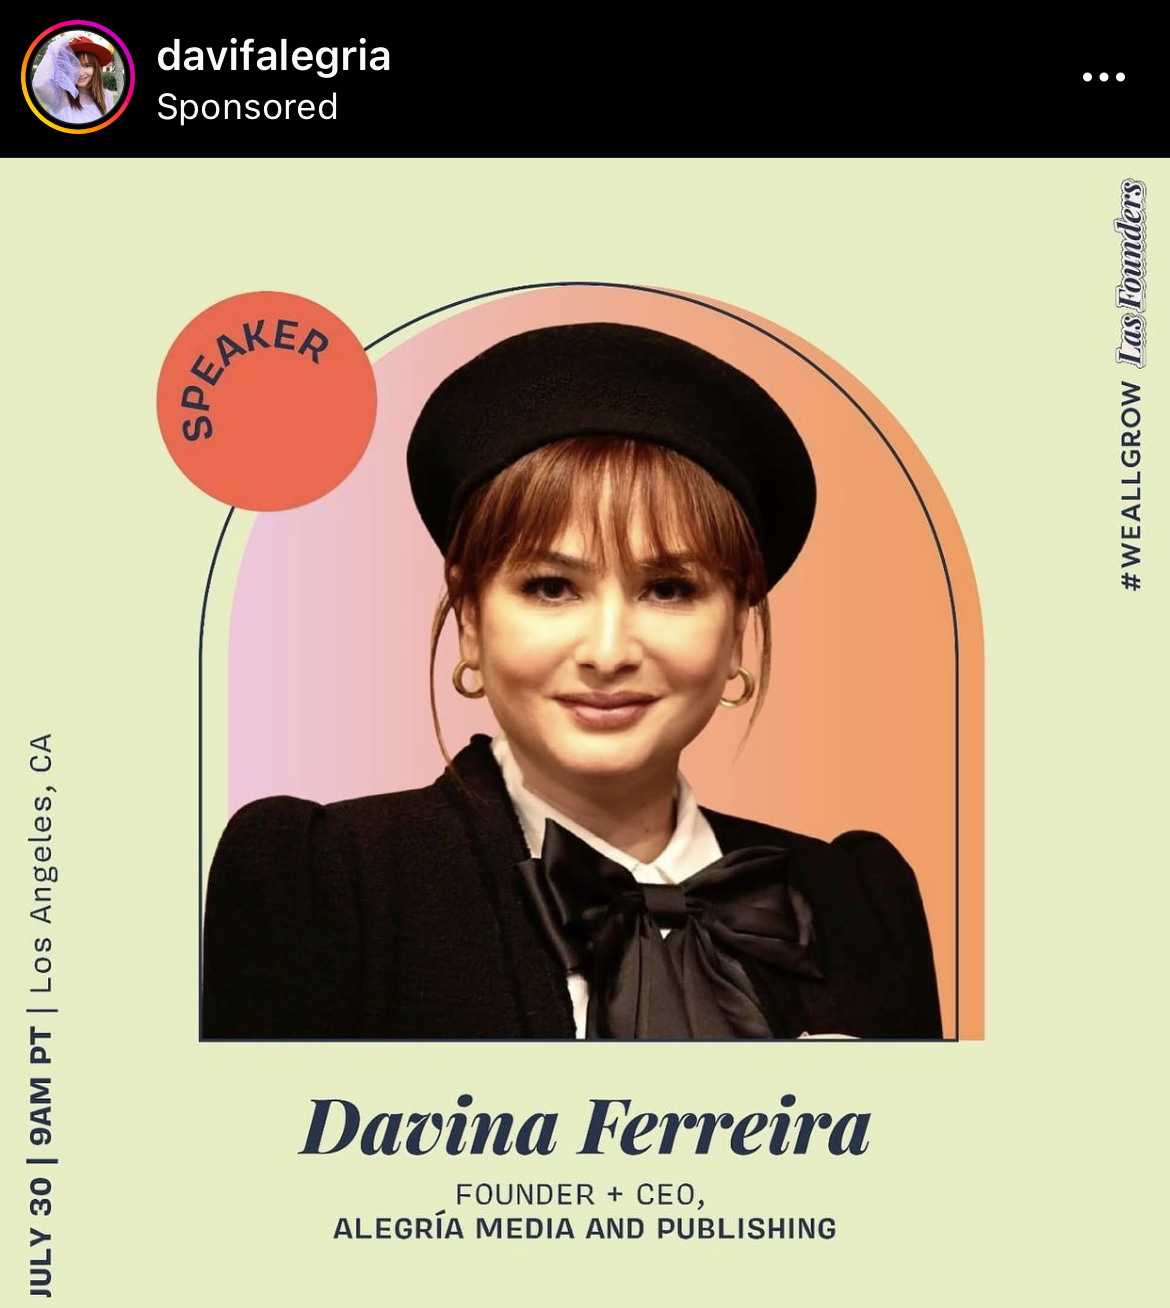 davifalegria
Sponsored
SPEAKER
#WEALLGROW Las Founders
JULY 30 | 9AM PT | Los Angeles, CA
Davina Ferreira
FOUNDER + CEO,
ALEGRÍA MEDIA AND PUBLISHING